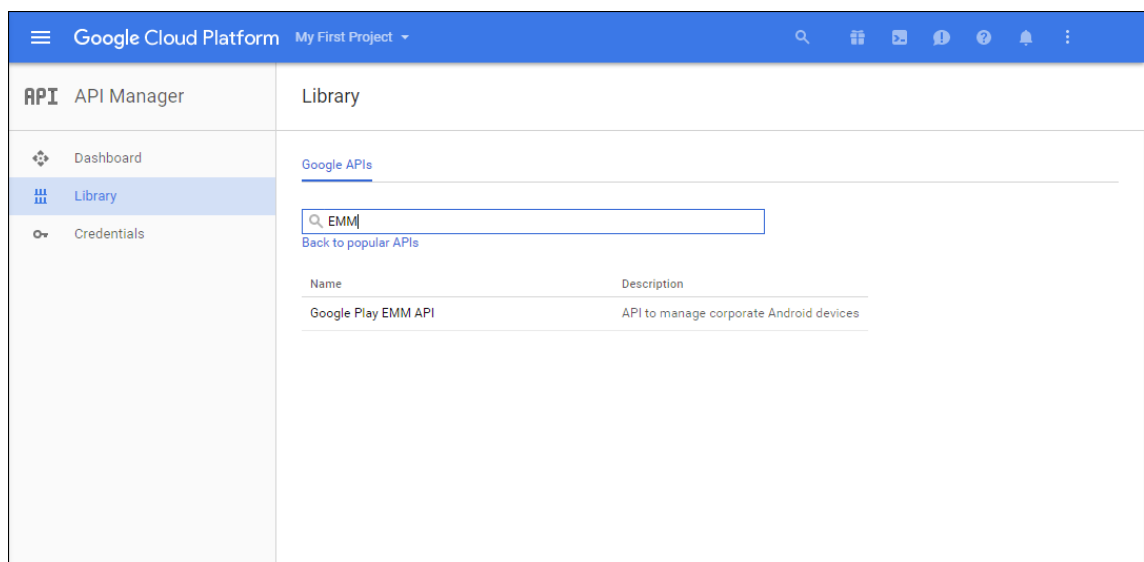 Google Cloud Platform My First Project
API API Manager
Library
Dashboard
Library
Credentials
Google APIs
EMM
Back to popular APIs
Name Description
Google Play EMM API API to manage corporate Android devices